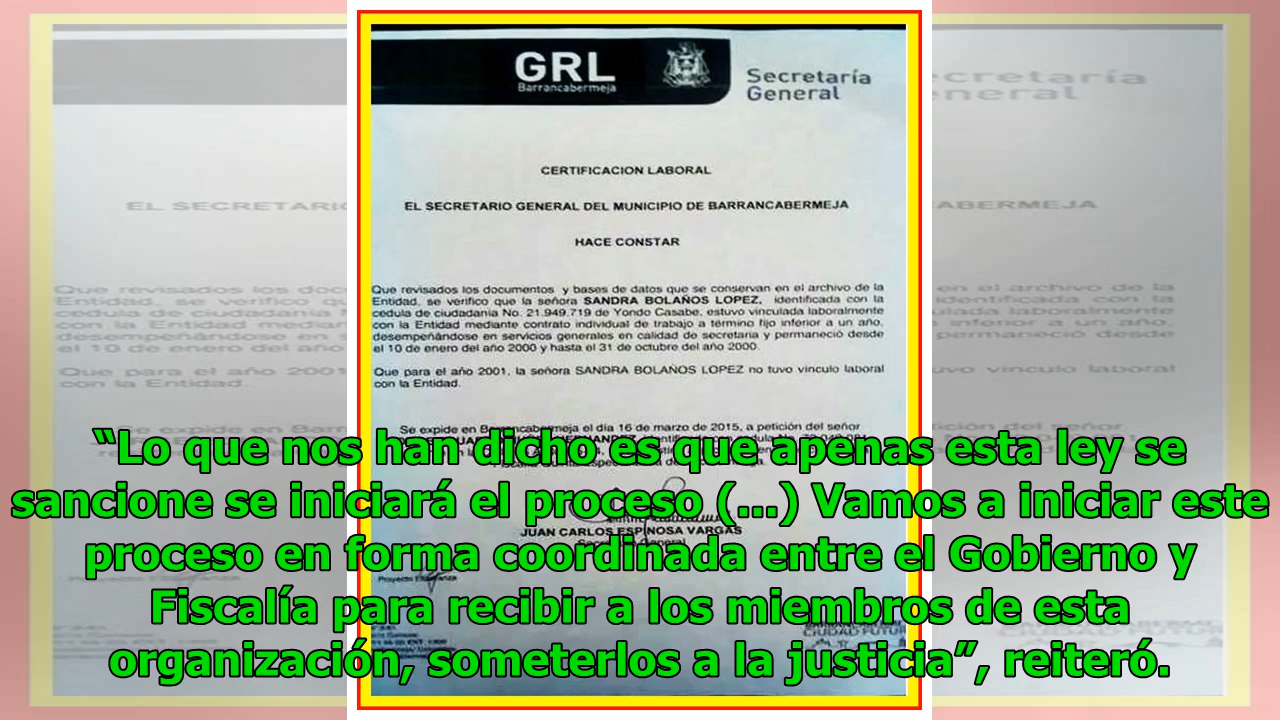 GRL
Barrancabermeja
Secretaría
General
CERTIFICACION LABORAL
EL SECRETARIO GENERAL DEL MUNICIPIO DE BARRANCABERMEJA
HACE CONSTAR
Que revisados los documentos y bases de datos que se conservan en el archivo de la
Entidad, se verifico que la señora SANDRA BOLAÑOS LOPEZ, identificada con la
cedula de ciudadania No. 21.949.719 de Yondo Casabe, estuvo vinculada laboralmente
con la Entidad mediante contrato individual de trabajo a término fijo inferior a un año,
desempeñándose en servicios generales en calidad de secretaria y permaneció desde
el 10 de enero del año 2000 y hasta el 31 de octubre del año 2000.
Que para el año 2001, la señora SANDRA BOLAÑOS LOPEZ no tuvo vinculo laboral
con la Entidad.
Se expide en Barrancabermeja el día 16 de marzo de 2015, a petición del señor
“Lo que nos han dicho es que apenas esta ley se
sancione se iniciará el proceso (...) Vamos a iniciar este
JUAN CARLOS ESPINOSA VARGAS
proceso en forma coordinada entre el Gobierno y
Fiscalía para recibir a los miembros de esta
organización, someterlos a la justicia”, reiteró.